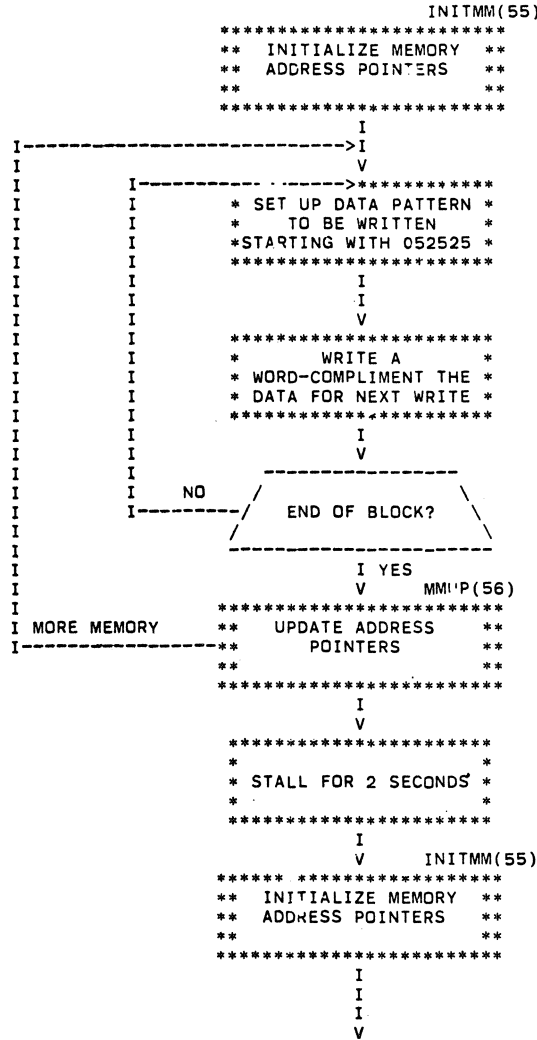 INITMM(55)
INITIALIZE MEMORY
ADDRESS POINTERS
SET UP DATA PATTERN
TO BE WRITTEN
STARTING WITH 052525
WRITE A
WORD-COMPLIMENT THE
DATA FOR NEXT WRITE
NO
END OF BLOCK?
YES
MMUP(56)
MORE MEMORY
UPDATE ADDRESS
POINTERS
STALL FOR 2 SECONDS
INITMM(55)
INITIALIZE MEMORY
ADDRESS POINTERS